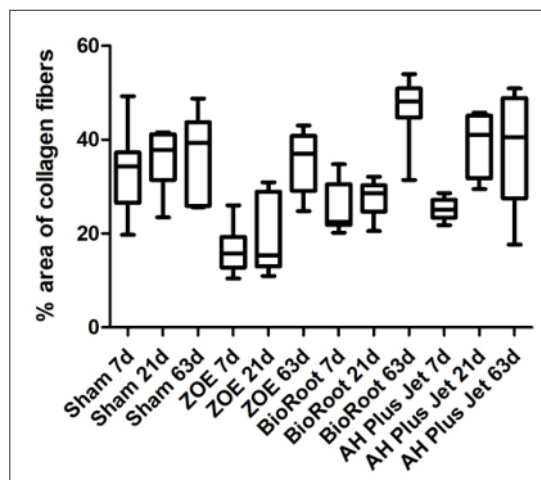 % area of collagen fibers
60
40
20
0
Sham 7d
Sham 21d
Sham 63d
ZOE 7d
ZOE 21d
ZOE 63d
BioRoot 7d
BioRoot 21d
BioRoot 63d
AH Plus Jet 7d
AH Plus Jet 21d
AH Plus Jet 63d